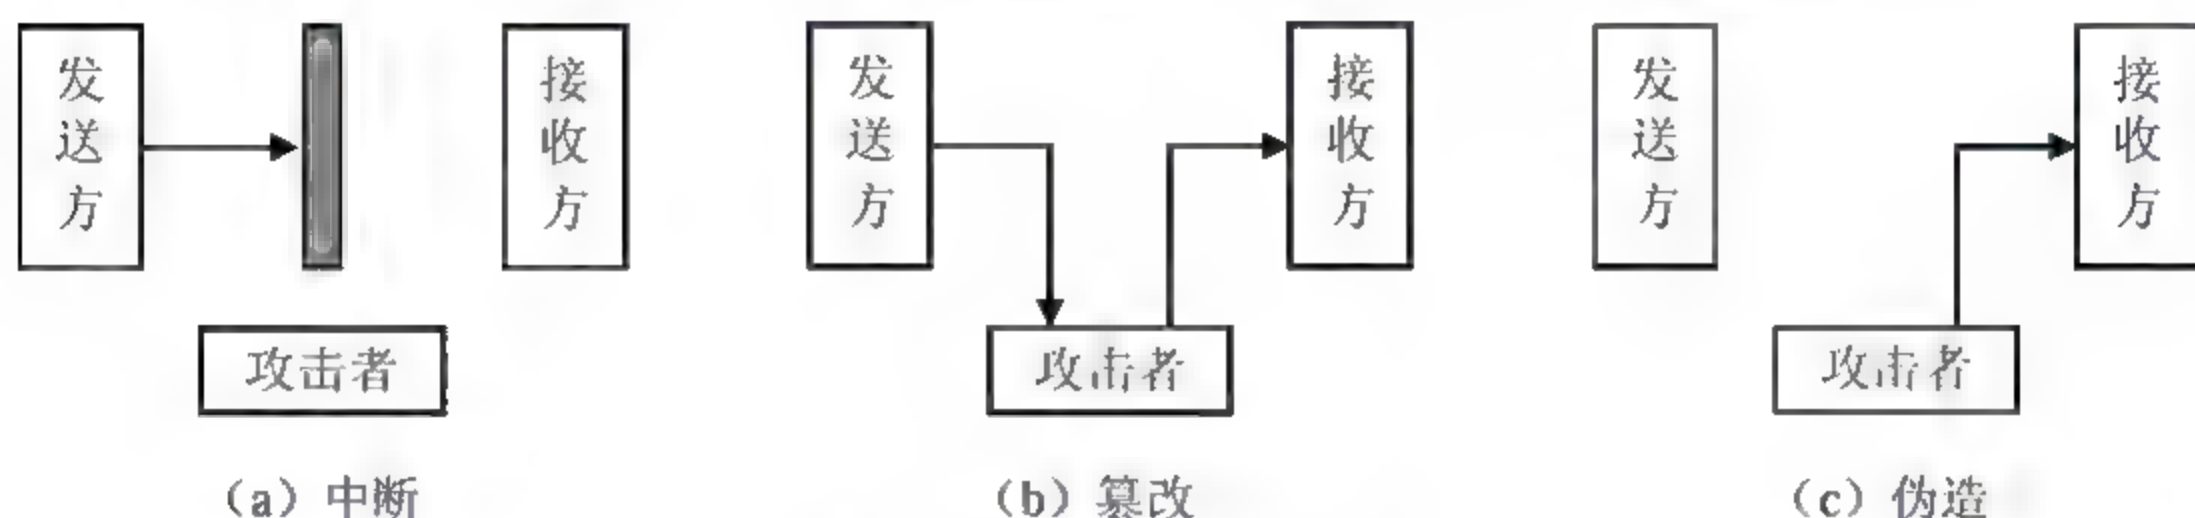 发送方
接收方
攻击者
(a) 中断
发送方
接收方
攻击者
(b) 篡改
发送方
接收方
攻击者
(c) 伪造